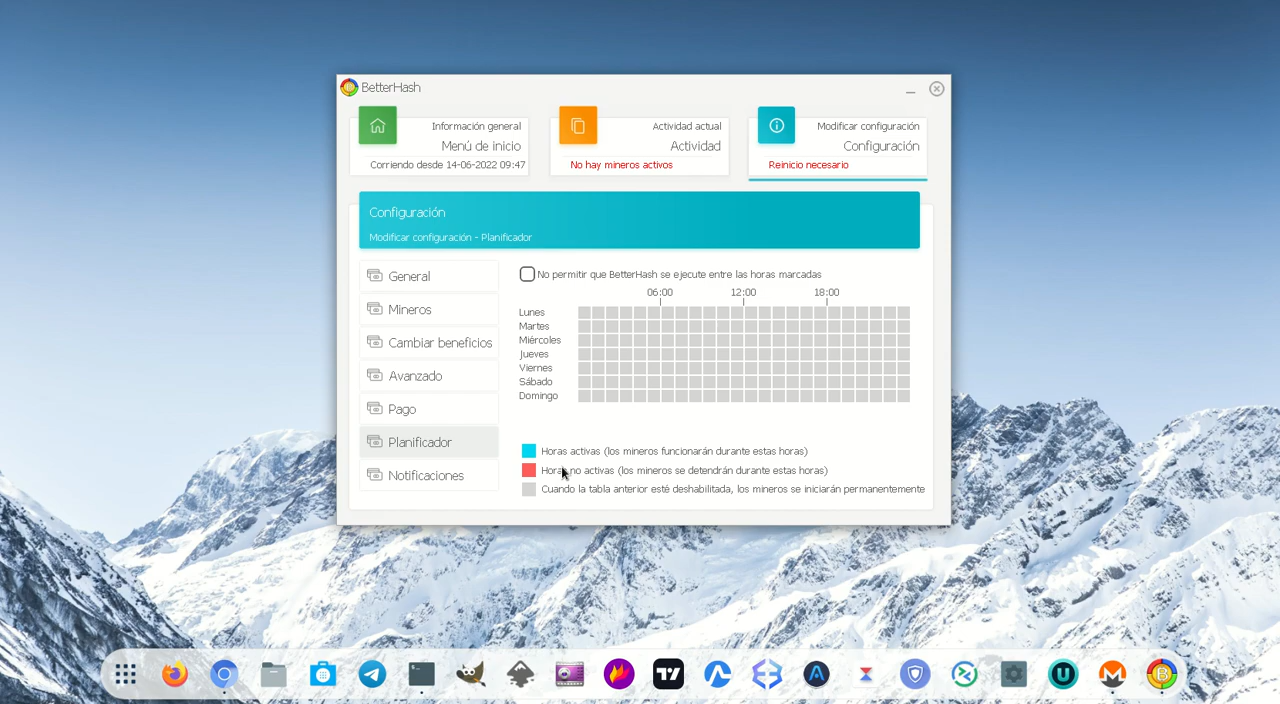 BetterHash
Información general
Menú de inicio
Corriendo desde 14-06-2022 09:47
Actividad actual
Actividad
No hay mineros activos
Modificar configuración
Configuración
Reinicio necesario
Configuración
Modificar configuración - Planificador
General
Mineros
Cambiar beneficios
Avanzado
Pago
Planificador
Notificaciones
No permitir que BetterHash se ejecute entre las horas marcadas
06:00 12:00 18:00
Lunes
Martes
Miércoles
Jueves
Viernes
Sábado
Domingo
Horas activas (los mineros funcionarán durante estas horas)
Horas no activas (los mineros se detendrán durante estas horas)
Cuando la tabla anterior esté deshabilitada, los mineros se iniciarán permanentemente